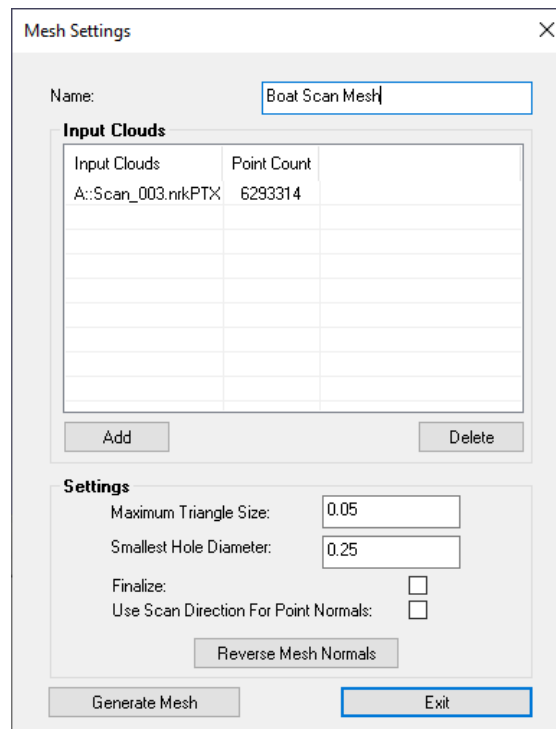 Mesh Settings
Name: Boat Scan Mesh
Input Clouds
Input Clouds Point Count
A::Scan_003.nrkPTX 6293314
Add Delete
Settings
Maximum Triangle Size: 0.05
Smallest Hole Diameter: 0.25
Finalize:
Use Scan Direction For Point Normals:
Reverse Mesh Normals
Generate Mesh Exit